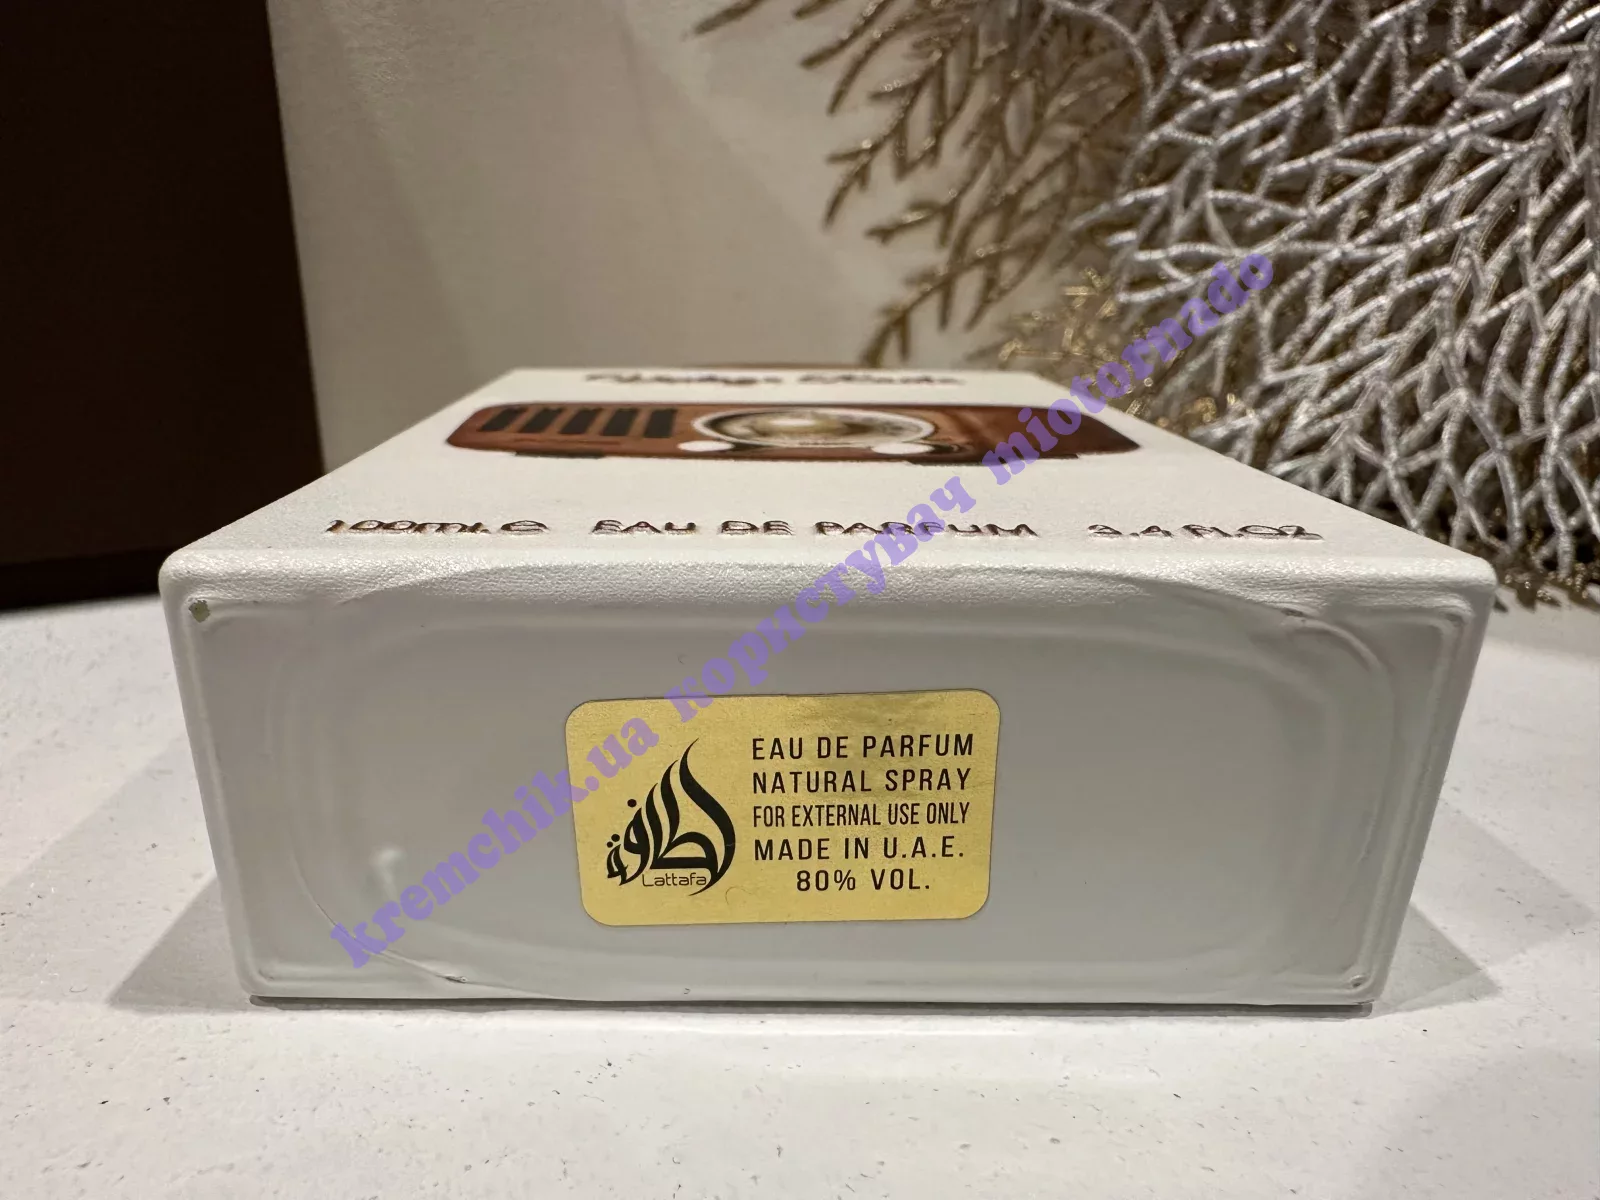 100ml.e EAU DE PARFUM 3.4 Fl.Oz
لطافة
Lattafa
EAU DE PARFUM
NATURAL SPRAY
FOR EXTERNAL USE ONLY
MADE IN U.A.E.
80% VOL.
kremchik.ua користувач miotornado